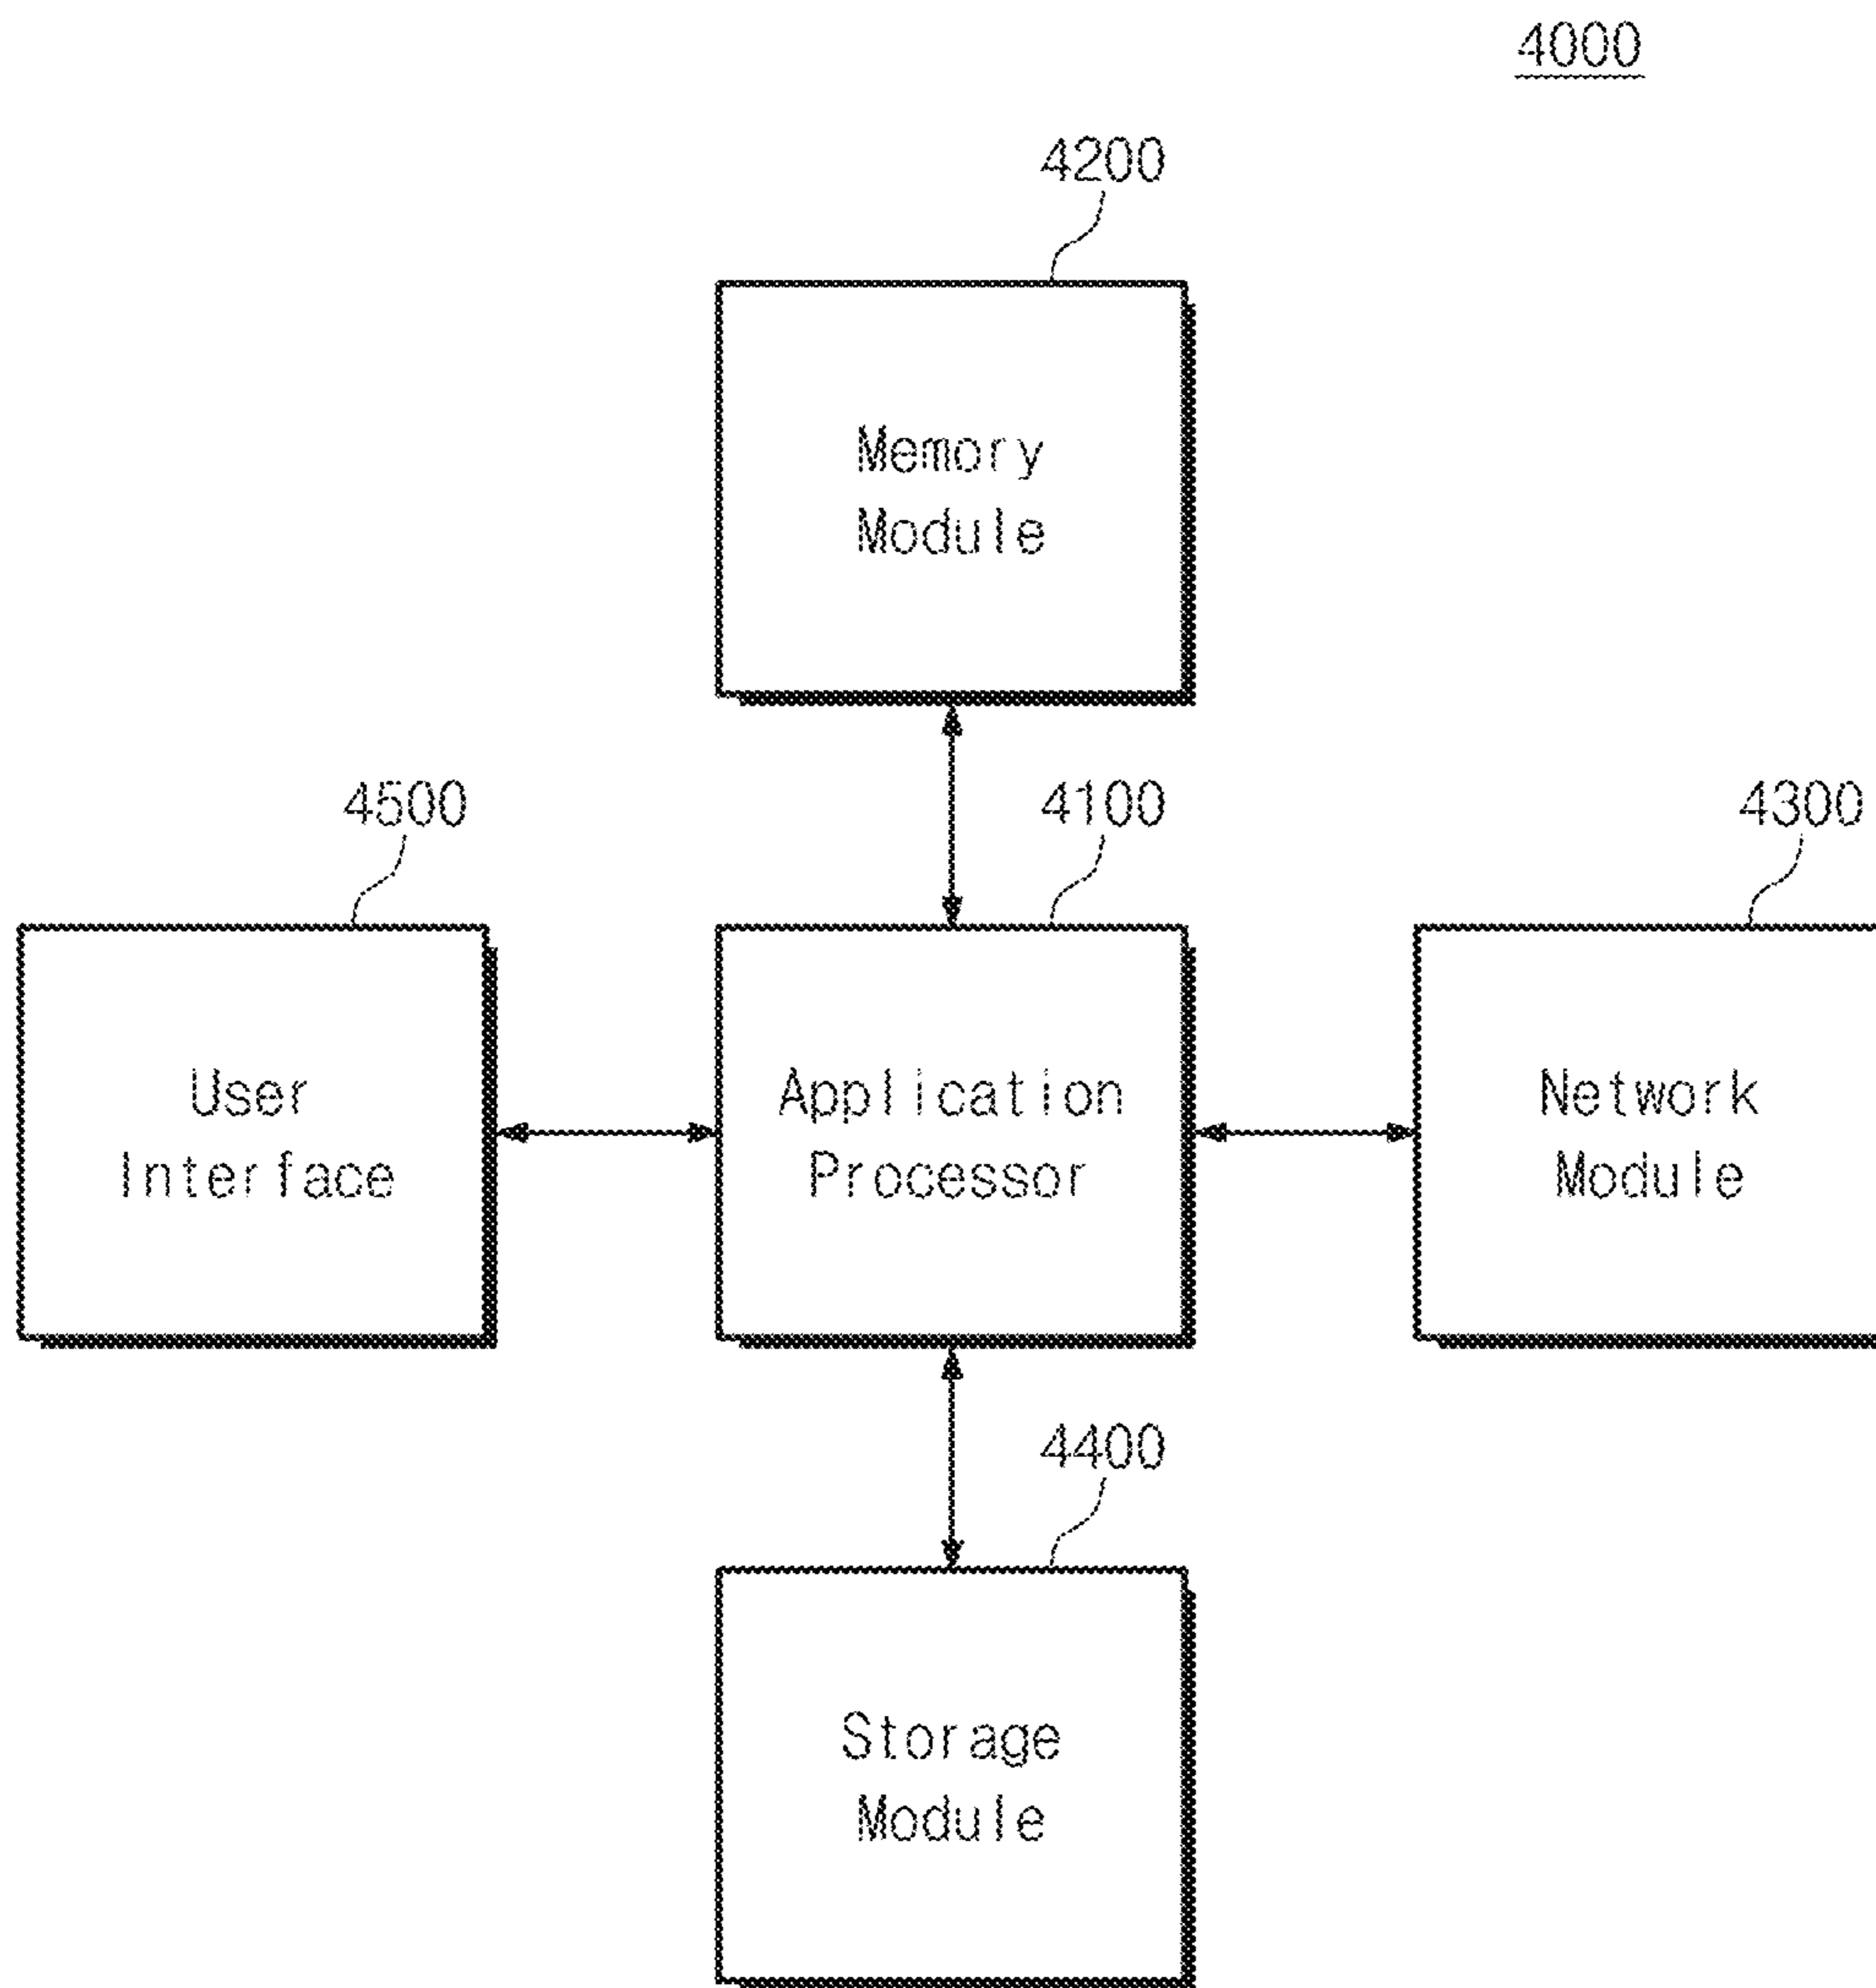 4000
4200
Memory
Module
4500
4100
4300
User
Interface
Application
Processor
Network
Module
4400
Storage
Module